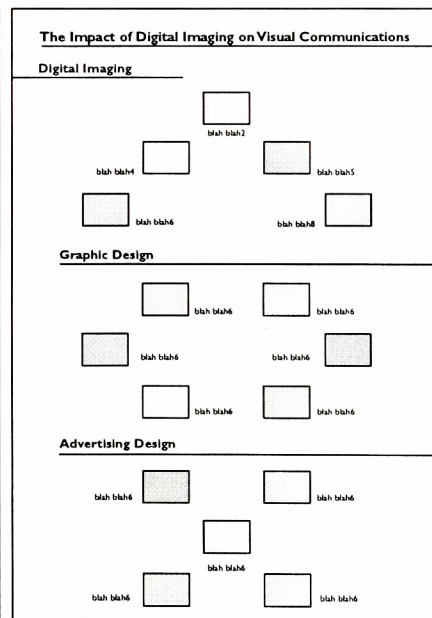 The Impact of Digital Imaging on Visual Communications
Digital Imaging
blah blah2
blah blah4
blah blah5
blah blah6
blah blah8
Graphic Design
blah blah6
blah blah6
blah blah6
blah blah6
blah blah6
blah blah6
Advertising Design
blah blah6
blah blah6
blah blah6
blah blah6
blah blah6